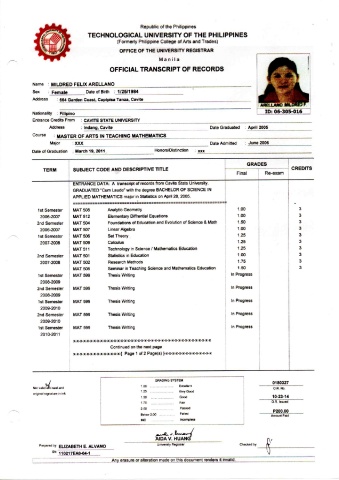 Republic of the Philippines
TECHNOLOGICAL UNIVERSITY OF THE PHILIPPINES
(Formerly Philippine College of Arts and Trades)
OFFICE OF THE UNIVERSITY REGISTRAR
Manila
OFFICIAL TRANSCRIPT OF RECORDS
ARELLANO MILDRED F
ID: 06-305-016
Name : MILDRED FELIX ARELLANO
Sex : Female Date of Birth : 1/25/1984
Address : 554 Garden Coast, Capipisa Tanza, Cavite
Nationality : Filipino
Entrance Credits From : CAVITE STATE UNIVERSITY
Address : Indang, Cavite Date Graduated April 2005
Course : MASTER OF ARTS IN TEACHING MATHEMATICS
Major XXX Date Admitted June 2006
Date of Graduation March 19, 2011 Honors/Distinction : xxx
TERM SUBJECT CODE AND DESCRIPTIVE TITLE GRADES CREDITS
Final Re-exam
ENTRANCE DATA: A transcript of records from Cavite State University.
GRADUATED "Cum Laude" with the degree BACHELOR OF SCIENCE IN
APPLIED MATHEMATICS major in Statistics on April 29, 2005.
1st Semester MAT 505 Analytic Geometry 1.00 3
2006-2007 MAT 512 Elementary Differential Equations 1.00 3
2nd Semester MAT 504 Foundations of Education and Evolution of Science & Math 1.50 3
2006-2007 MAT 507 Linear Algebra 1.00 3
1st Semester MAT 506 Set Theory 1.25 3
2007-2008 MAT 509 Calculus 1.25 3
MAT 511 Technology in Science / Mathematics Education 1.25 3
2nd Semester MAT 501 Statistics in Education 1.00 3
2007-2008 MAT 502 Research Methods 1.75 3
MAT 508 Seminar in Teaching Science and Mathematics Education 1.50 3
1st Semester MAT 599 Thesis Writing In Progress
2008-2009
2nd Semester MAT 599 Thesis Writing In Progress
2008-2009
1st Semester MAT 599 Thesis Writing In Progress
2009-2010
2nd Semester MAT 599 Thesis Writing In Progress
2009-2010
1st Semester MAT 599 Thesis Writing In Progress
2010-2011
Continued on the next page
( Page 1 of 2 Page(s) )
GRADING SYSTEM
1.00 Excellent
1.25 Very Good
1.50 Good
1.75 Fair
2.00 Passed
Below 2.00 Failed
INC Incomplete
Not valid without seal and
original signature in ink
0150327
O.R. No.
10-23-14
O.R. Issued
P200.00
Amount Paid
AIDA V. HUANG
University Registrar
Prepared by ELIZABETH E. ALVANO
Checked by
SN 110217EA0-64-1
Any erasure or alteration made on this document renders it invalid.